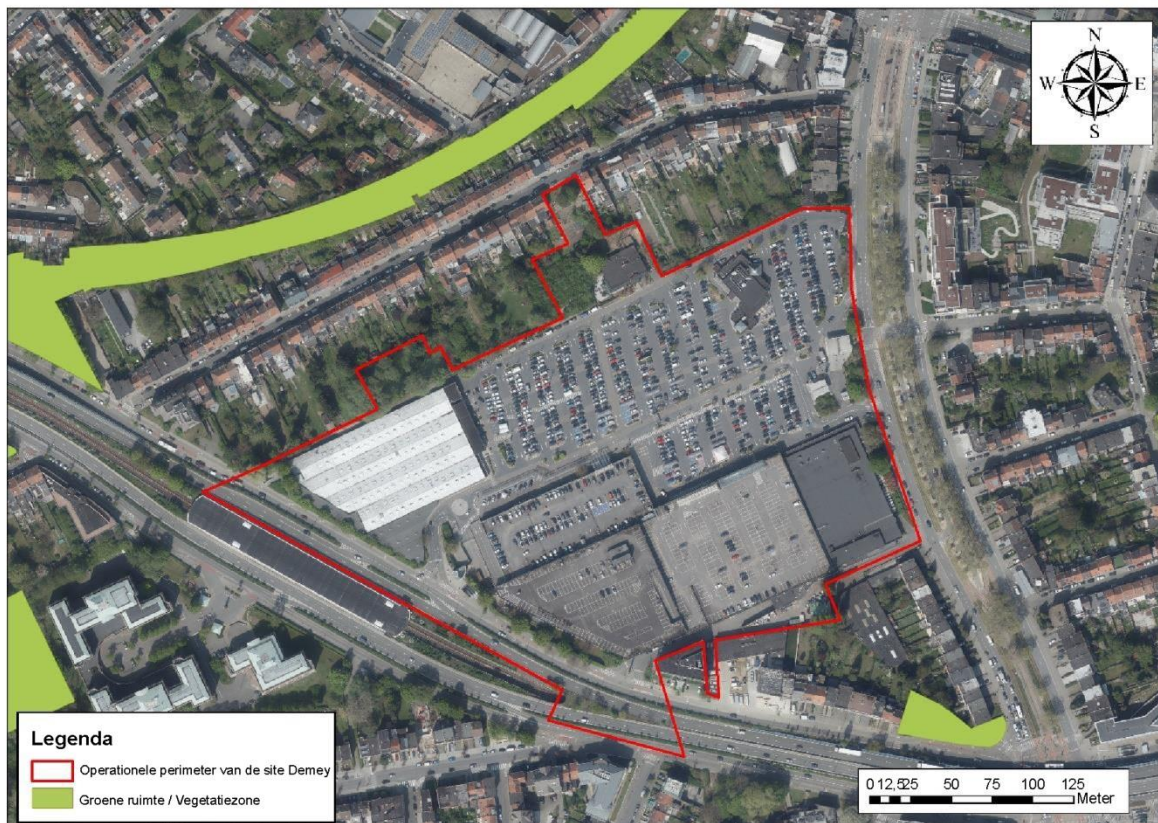 N
W E
S
Legenda
Operationele perimeter van de site Demey
Groene ruimte / Vegetatiezone
0 12,525 50 75 100 125
Meter